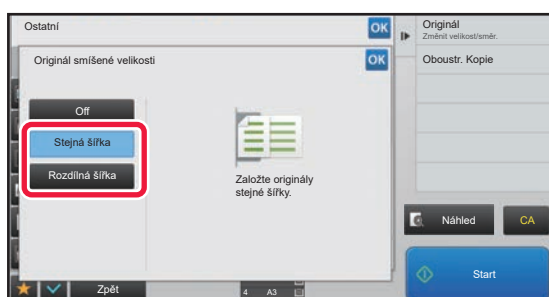 Ostatní
OK
Originál smíšené velikosti
OK
Off
Stejná šířka
Rozdílná šířka
Založte originály
stejné šířky.
Zpět
4 A3
Originál
Změnit velikost/směr.
Oboustr. Kopie
Náhled
CA
Start